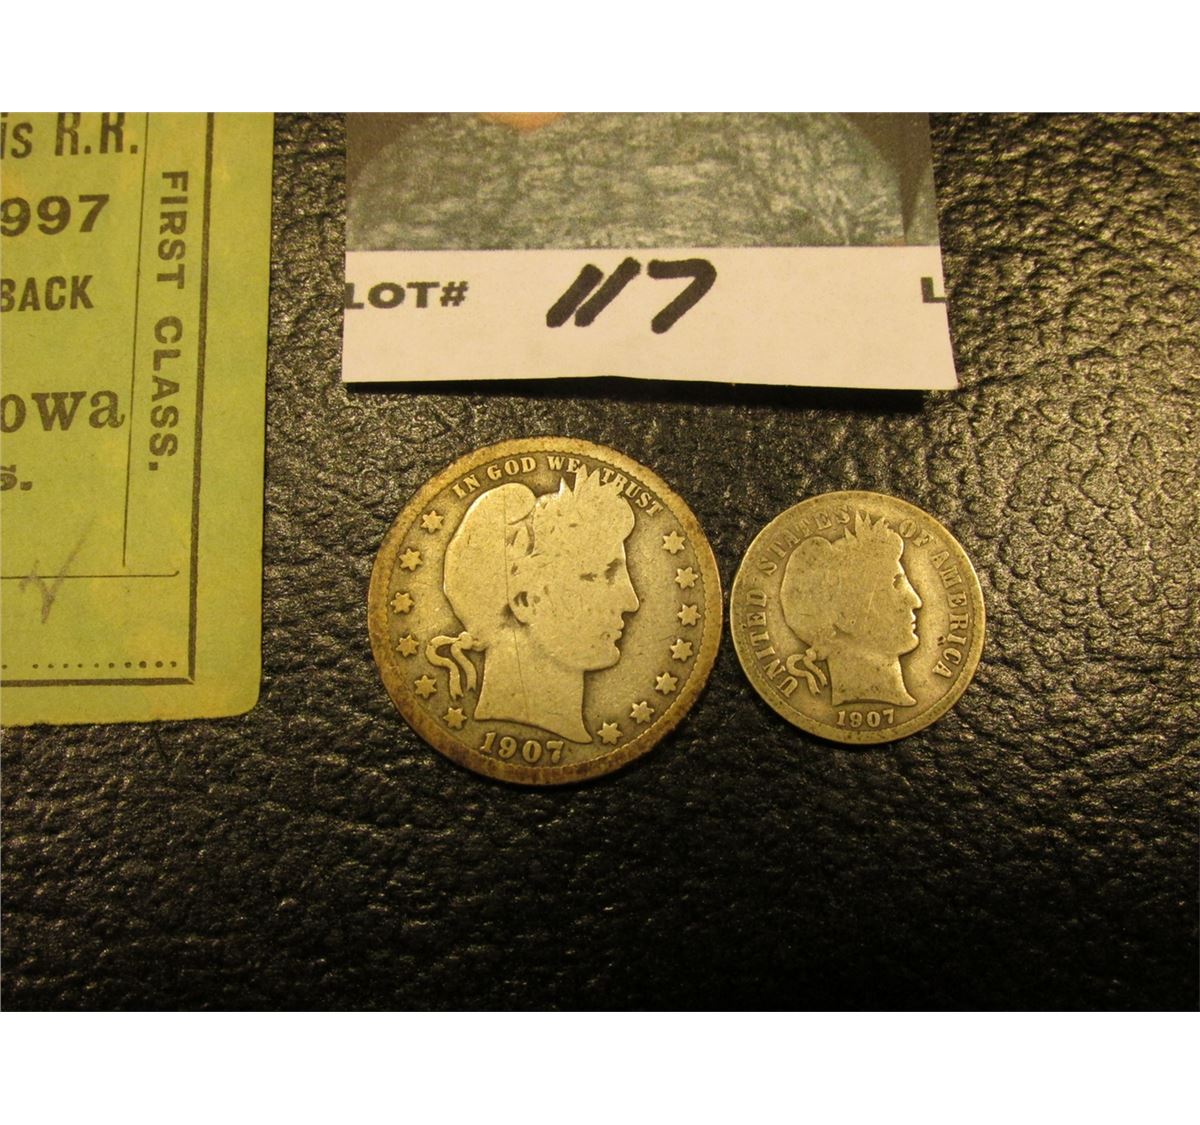 is R.R.
997
BACK
owa
s.
FIRST CLASS.
LOT# 117
L
IN GOD WE TRUST
1907
UNITED STATES OF AMERICA
1907